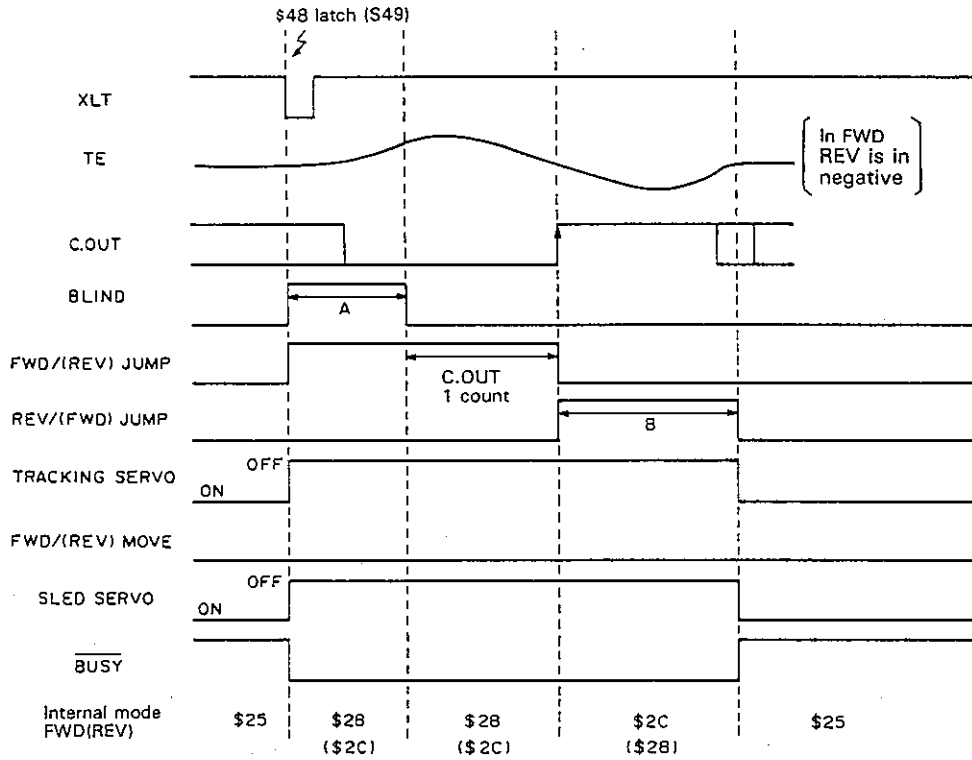 $48 latch (S49)
XLT
TE
In FWD
REV is in
negative
C.OUT
BLIND
A
FWD/(REV) JUMP
C.OUT
1 count
REV/(FWD) JUMP
B
OFF
TRACKING SERVO
ON
FWD/(REV) MOVE
OFF
SLED SERVO
ON
BUSY
Internal mode
FWD(REV)
$25 $28 $28 $2C $25
($2C) ($2C) ($28)